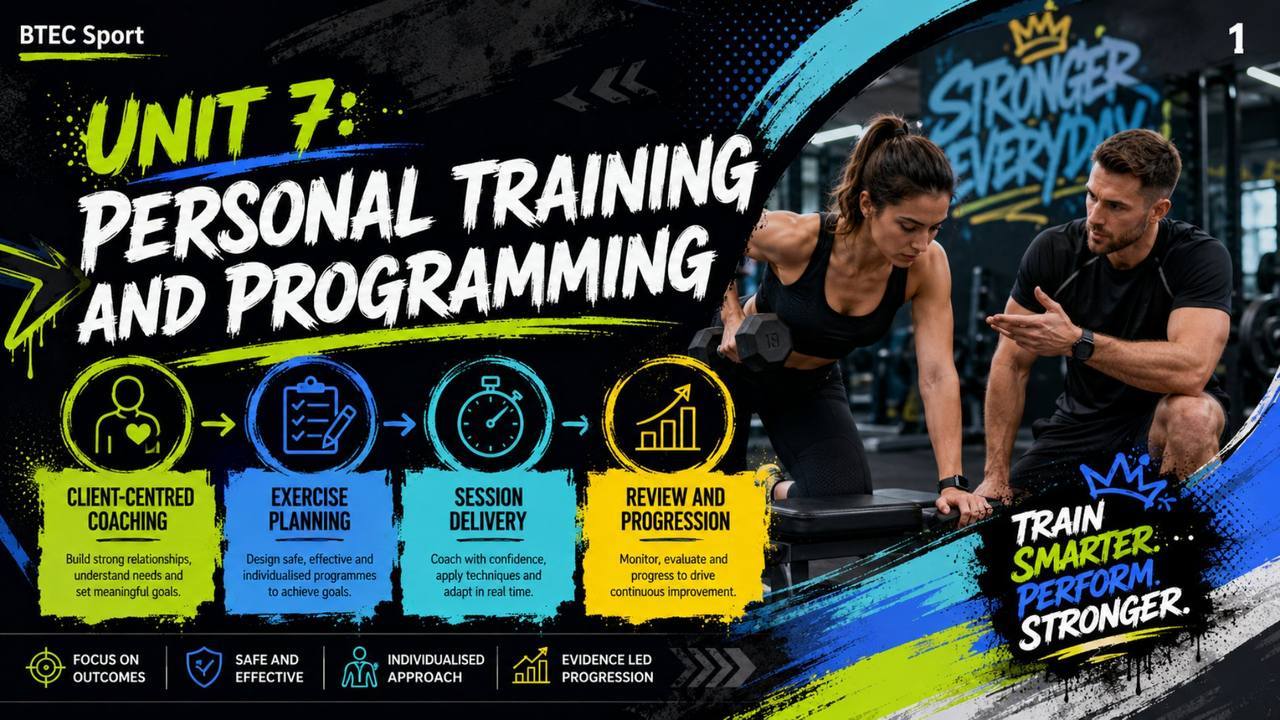 BTEC Sport
1
UNIT 7:
PERSONAL TRAINING
AND PROGRAMMING
STRONGER
EVERYDAY
CLIENT-CENTRED
COACHING
Build strong relationships,
understand needs and
set meaningful goals.
EXERCISE
PLANNING
Design safe, effective and
individualised programmes
to achieve goals.
SESSION
DELIVERY
Coach with confidence,
apply techniques and
adapt in real time.
REVIEW AND
PROGRESSION
Monitor, evaluate and
progress to drive
continuous improvement.
TRAIN
SMARTER.
PERFORM.
STRONGER.
FOCUS ON
OUTCOMES
SAFE AND
EFFECTIVE
INDIVIDUALISED
APPROACH
EVIDENCE LED
PROGRESSION